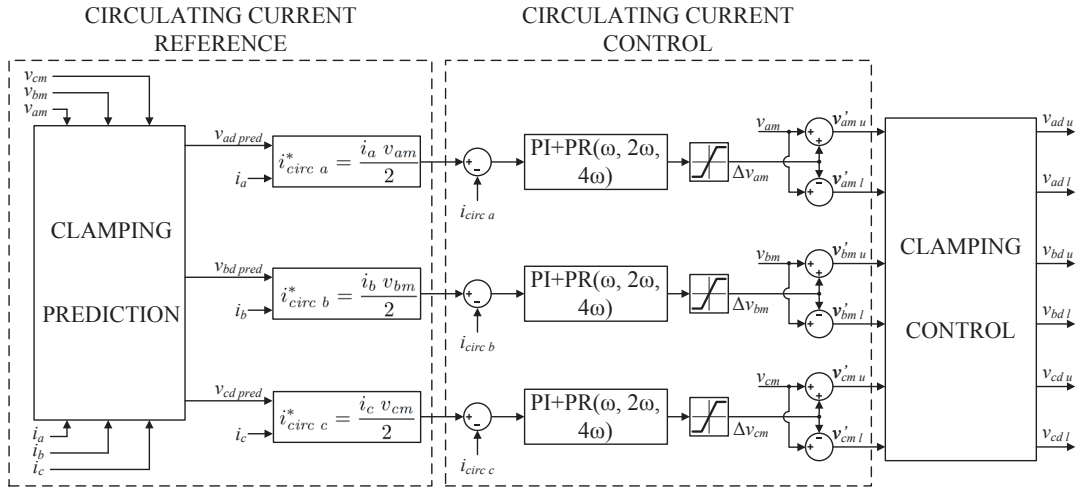 CIRCULATING CURRENT
REFERENCE
CIRCULATING CURRENT
CONTROL
v_cm
v_bm
v_am
CLAMPING
PREDICTION
i_a
i_b
i_c
v_ad pred
i_a
i*_circ a = i_a v_am / 2
v_bd pred
i_b
i*_circ b = i_b v_bm / 2
v_cd pred
i_c
i*_circ c = i_c v_cm / 2
+
−
i_circ a
PI+PR(ω, 2ω,
4ω)
Δv_am
v_am
+
+
+
−
v'_am u
v'_am l
+
−
i_circ b
PI+PR(ω, 2ω,
4ω)
Δv_bm
v_bm
+
+
+
−
v'_bm u
v'_bm l
+
−
i_circ c
PI+PR(ω, 2ω,
4ω)
Δv_cm
v_cm
+
+
+
−
v'_cm u
v'_cm l
CLAMPING
CONTROL
v_ad u
v_ad l
v_bd u
v_bd l
v_cd u
v_cd l